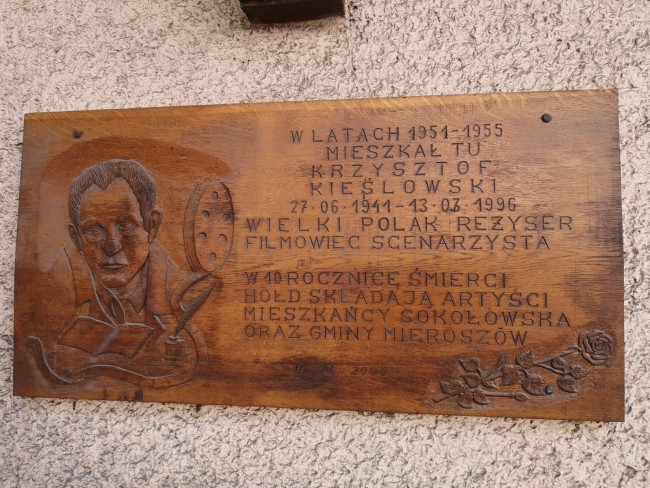 W LATACH 1951-1955
MIESZKAŁ TU
KRZYSZTOF
KIEŚLOWSKI
27·06·1941-13·03·1996
WIELKI POLAK REŻYSER
FILMOWIEC SCENARZYSTA
W 10 ROCZNICĘ ŚMIERCI
HOŁD SKŁADAJĄ ARTYŚCI
MIESZKAŃCY SOKOŁOWSKA
ORAZ GMINY MIEROSZÓW